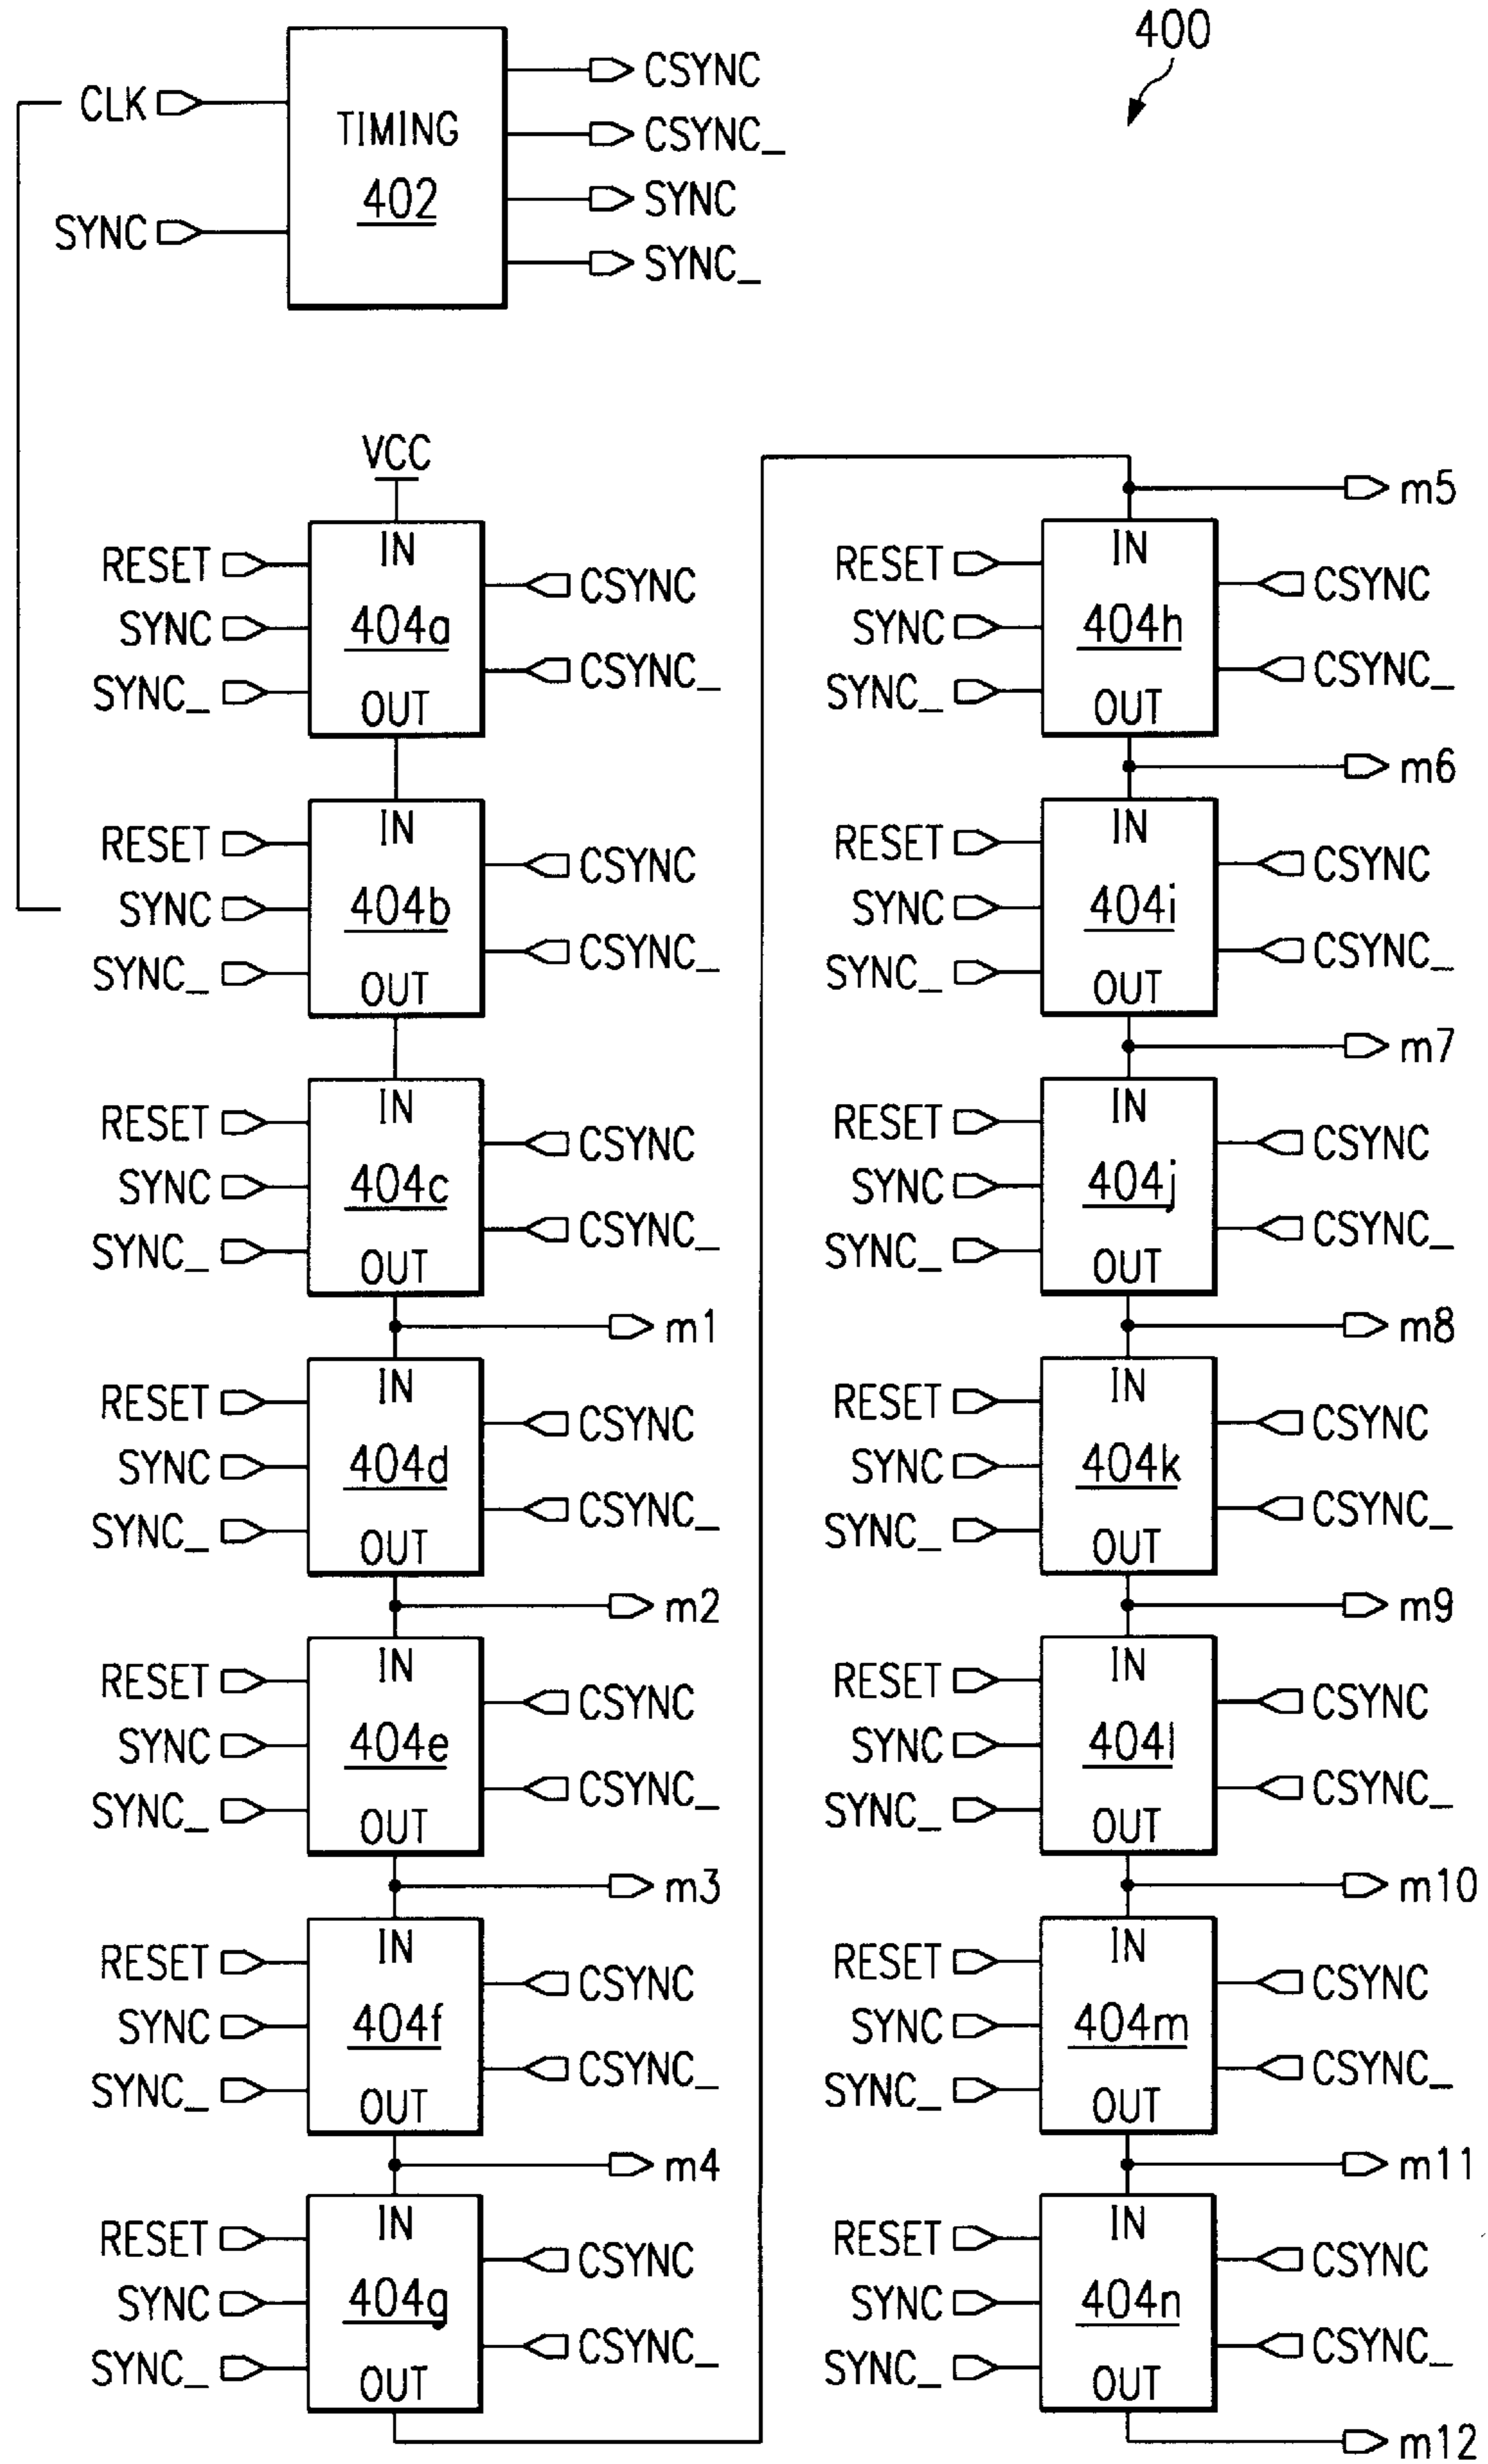 400
CLK
SYNC
TIMING
402
CSYNC
CSYNC_
SYNC
SYNC_
VCC
RESET
SYNC
SYNC_
IN
404a
OUT
CSYNC
CSYNC_
RESET
SYNC
SYNC_
IN
404b
OUT
CSYNC
CSYNC_
RESET
SYNC
SYNC_
IN
404c
OUT
CSYNC
CSYNC_
m1
RESET
SYNC
SYNC_
IN
404d
OUT
CSYNC
CSYNC_
m2
RESET
SYNC
SYNC_
IN
404e
OUT
CSYNC
CSYNC_
m3
RESET
SYNC
SYNC_
IN
404f
OUT
CSYNC
CSYNC_
m4
RESET
SYNC
SYNC_
IN
404g
OUT
CSYNC
CSYNC_
m5
RESET
SYNC
SYNC_
IN
404h
OUT
CSYNC
CSYNC_
m6
RESET
SYNC
SYNC_
IN
404i
OUT
CSYNC
CSYNC_
m7
RESET
SYNC
SYNC_
IN
404j
OUT
CSYNC
CSYNC_
m8
RESET
SYNC
SYNC_
IN
404k
OUT
CSYNC
CSYNC_
m9
RESET
SYNC
SYNC_
IN
404l
OUT
CSYNC
CSYNC_
m10
RESET
SYNC
SYNC_
IN
404m
OUT
CSYNC
CSYNC_
m11
RESET
SYNC
SYNC_
IN
404n
OUT
CSYNC
CSYNC_
m12